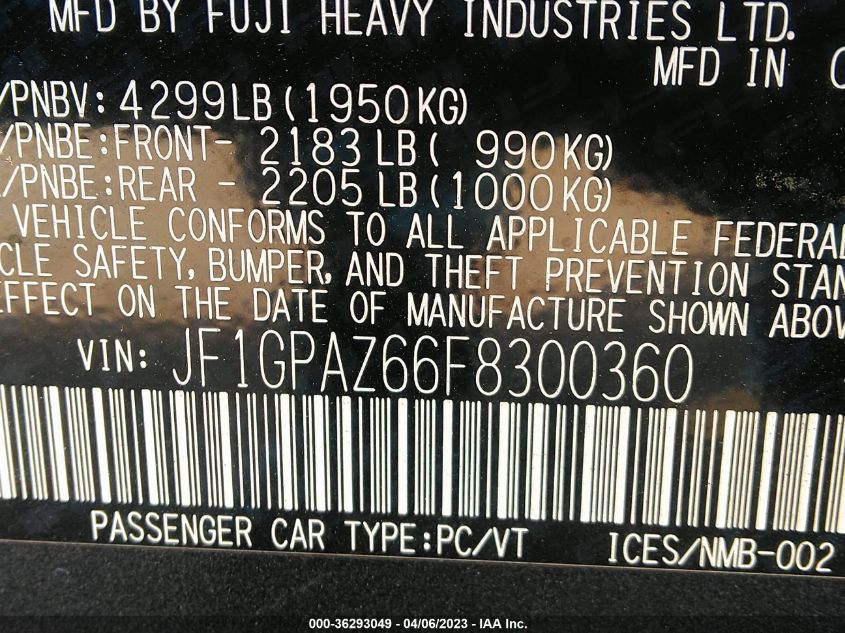 MFD BY FUJI HEAVY INDUSTRIES LTD.
MFD IN
/PNBV: 4299LB(1950KG)
/PNBE:FRONT- 2183 LB( 990KG)
/PNBE:REAR - 2205 LB(1000KG)
VEHICLE CONFORMS TO ALL APPLICABLE FEDERAL
CLE SAFETY, BUMPER, AND THEFT PREVENTION STAN
EFFECT ON THE DATE OF MANUFACTURE SHOWN ABOV
VIN: JF1GPAZ66F8300360
PASSENGER CAR TYPE:PC/VT ICES/NMB-002
000-36293049 - 04/06/2023 - IAA Inc.